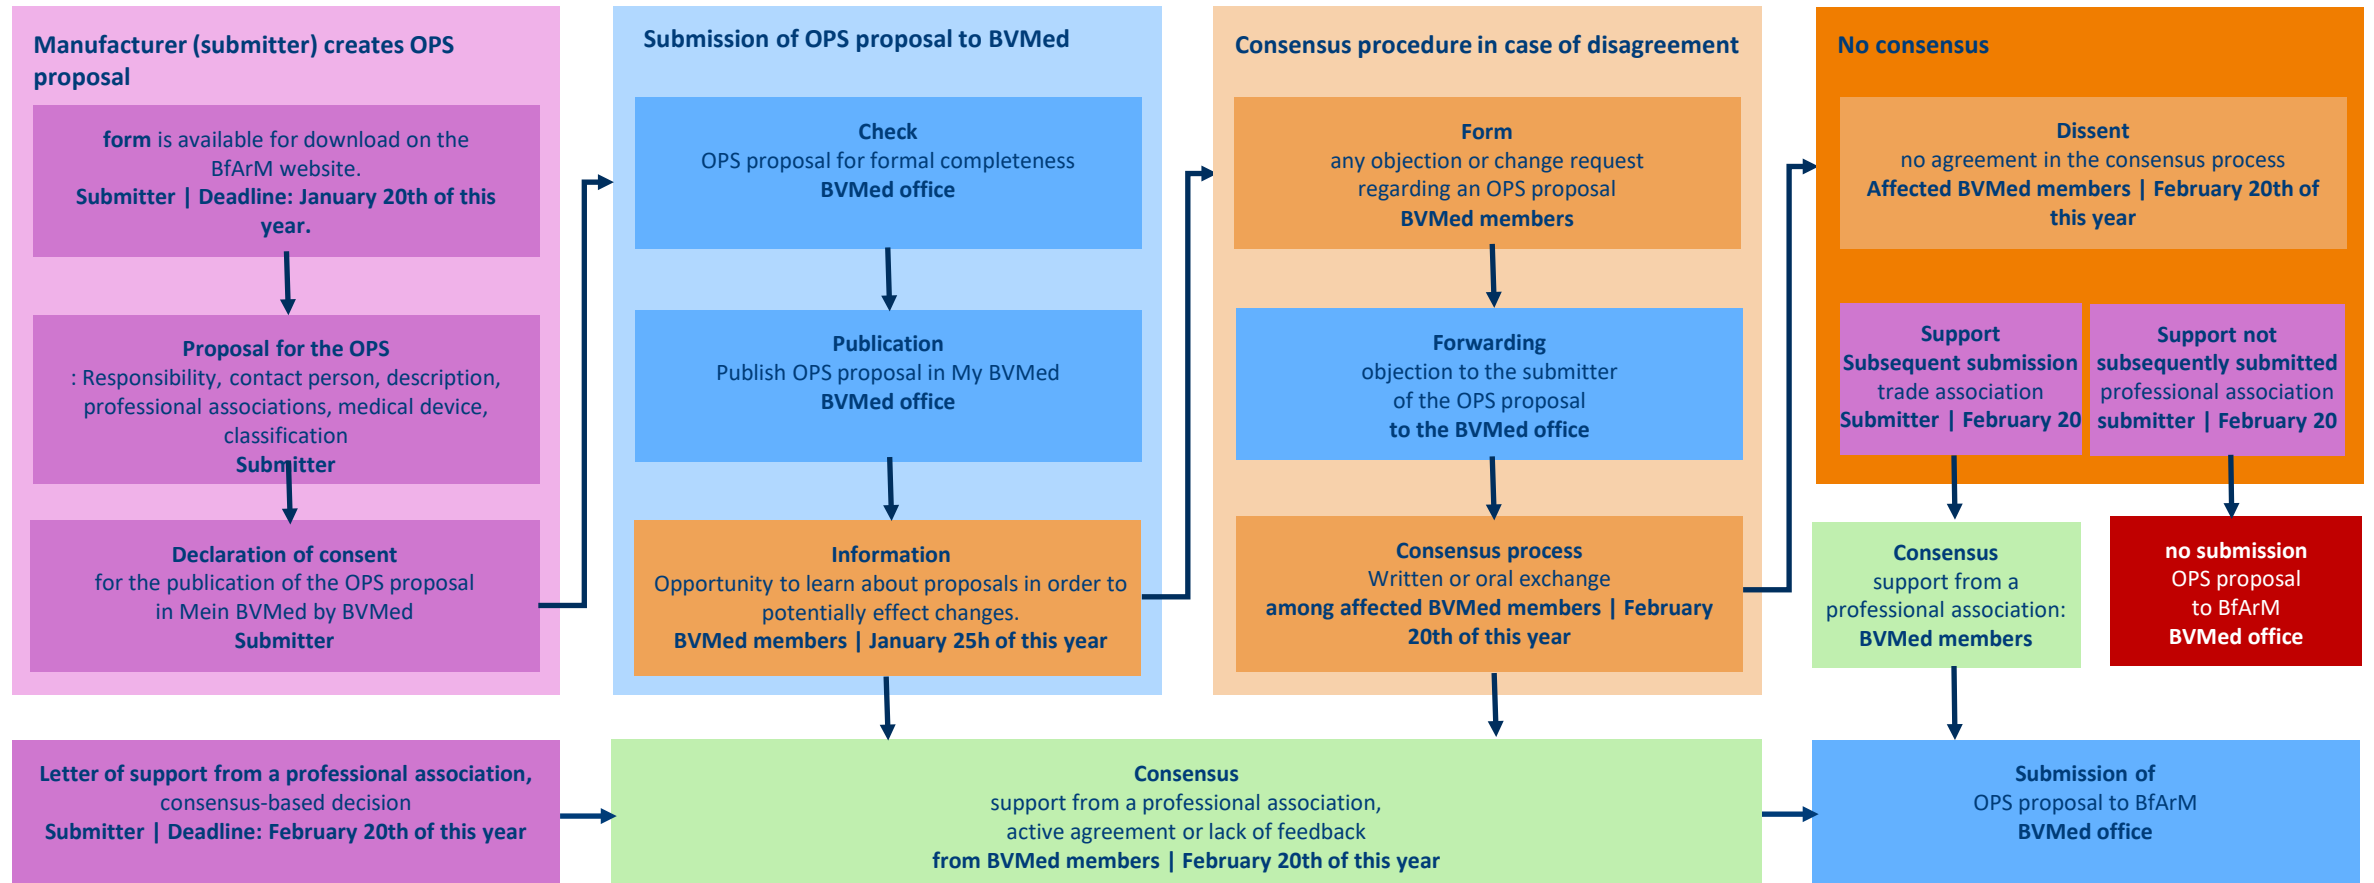 Manufacturer (submitter) creates OPS
proposal
form is available for download on the
BfArM website.
Submitter | Deadline: January 20th of this
year.
Proposal for the OPS
: Responsibility, contact person, description,
professional associations, medical device,
classification
Submitter
Declaration of consent
for the publication of the OPS proposal
in Mein BVMed by BVMed
Submitter
Letter of support from a professional association,
consensus-based decision
Submitter | Deadline: February 20th of this year
Submission of OPS proposal to BVMed
Check
OPS proposal for formal completeness
BVMed office
Publication
Publish OPS proposal in My BVMed
BVMed office
Information
Opportunity to learn about proposals in order to
potentially effect changes.
BVMed members | January 25h of this year
Consensus procedure in case of disagreement
Form
any objection or change request
regarding an OPS proposal
BVMed members
Forwarding
objection to the submitter
of the OPS proposal
to the BVMed office
Consensus process
Written or oral exchange
among affected BVMed members | February
20th of this year
Consensus
support from a professional association,
active agreement or lack of feedback
from BVMed members | February 20th of this year
No consensus
Dissent
no agreement in the consensus process
Affected BVMed members | February 20th of
this year
Support
Subsequent submission
trade association
Submitter | February 20
Support not
subsequently submitted
professional association
submitter | February 20
Consensus
support from a
professional association:
BVMed members
no submission
OPS proposal
to BfArM
BVMed office
Submission of
OPS proposal to BfArM
BVMed office